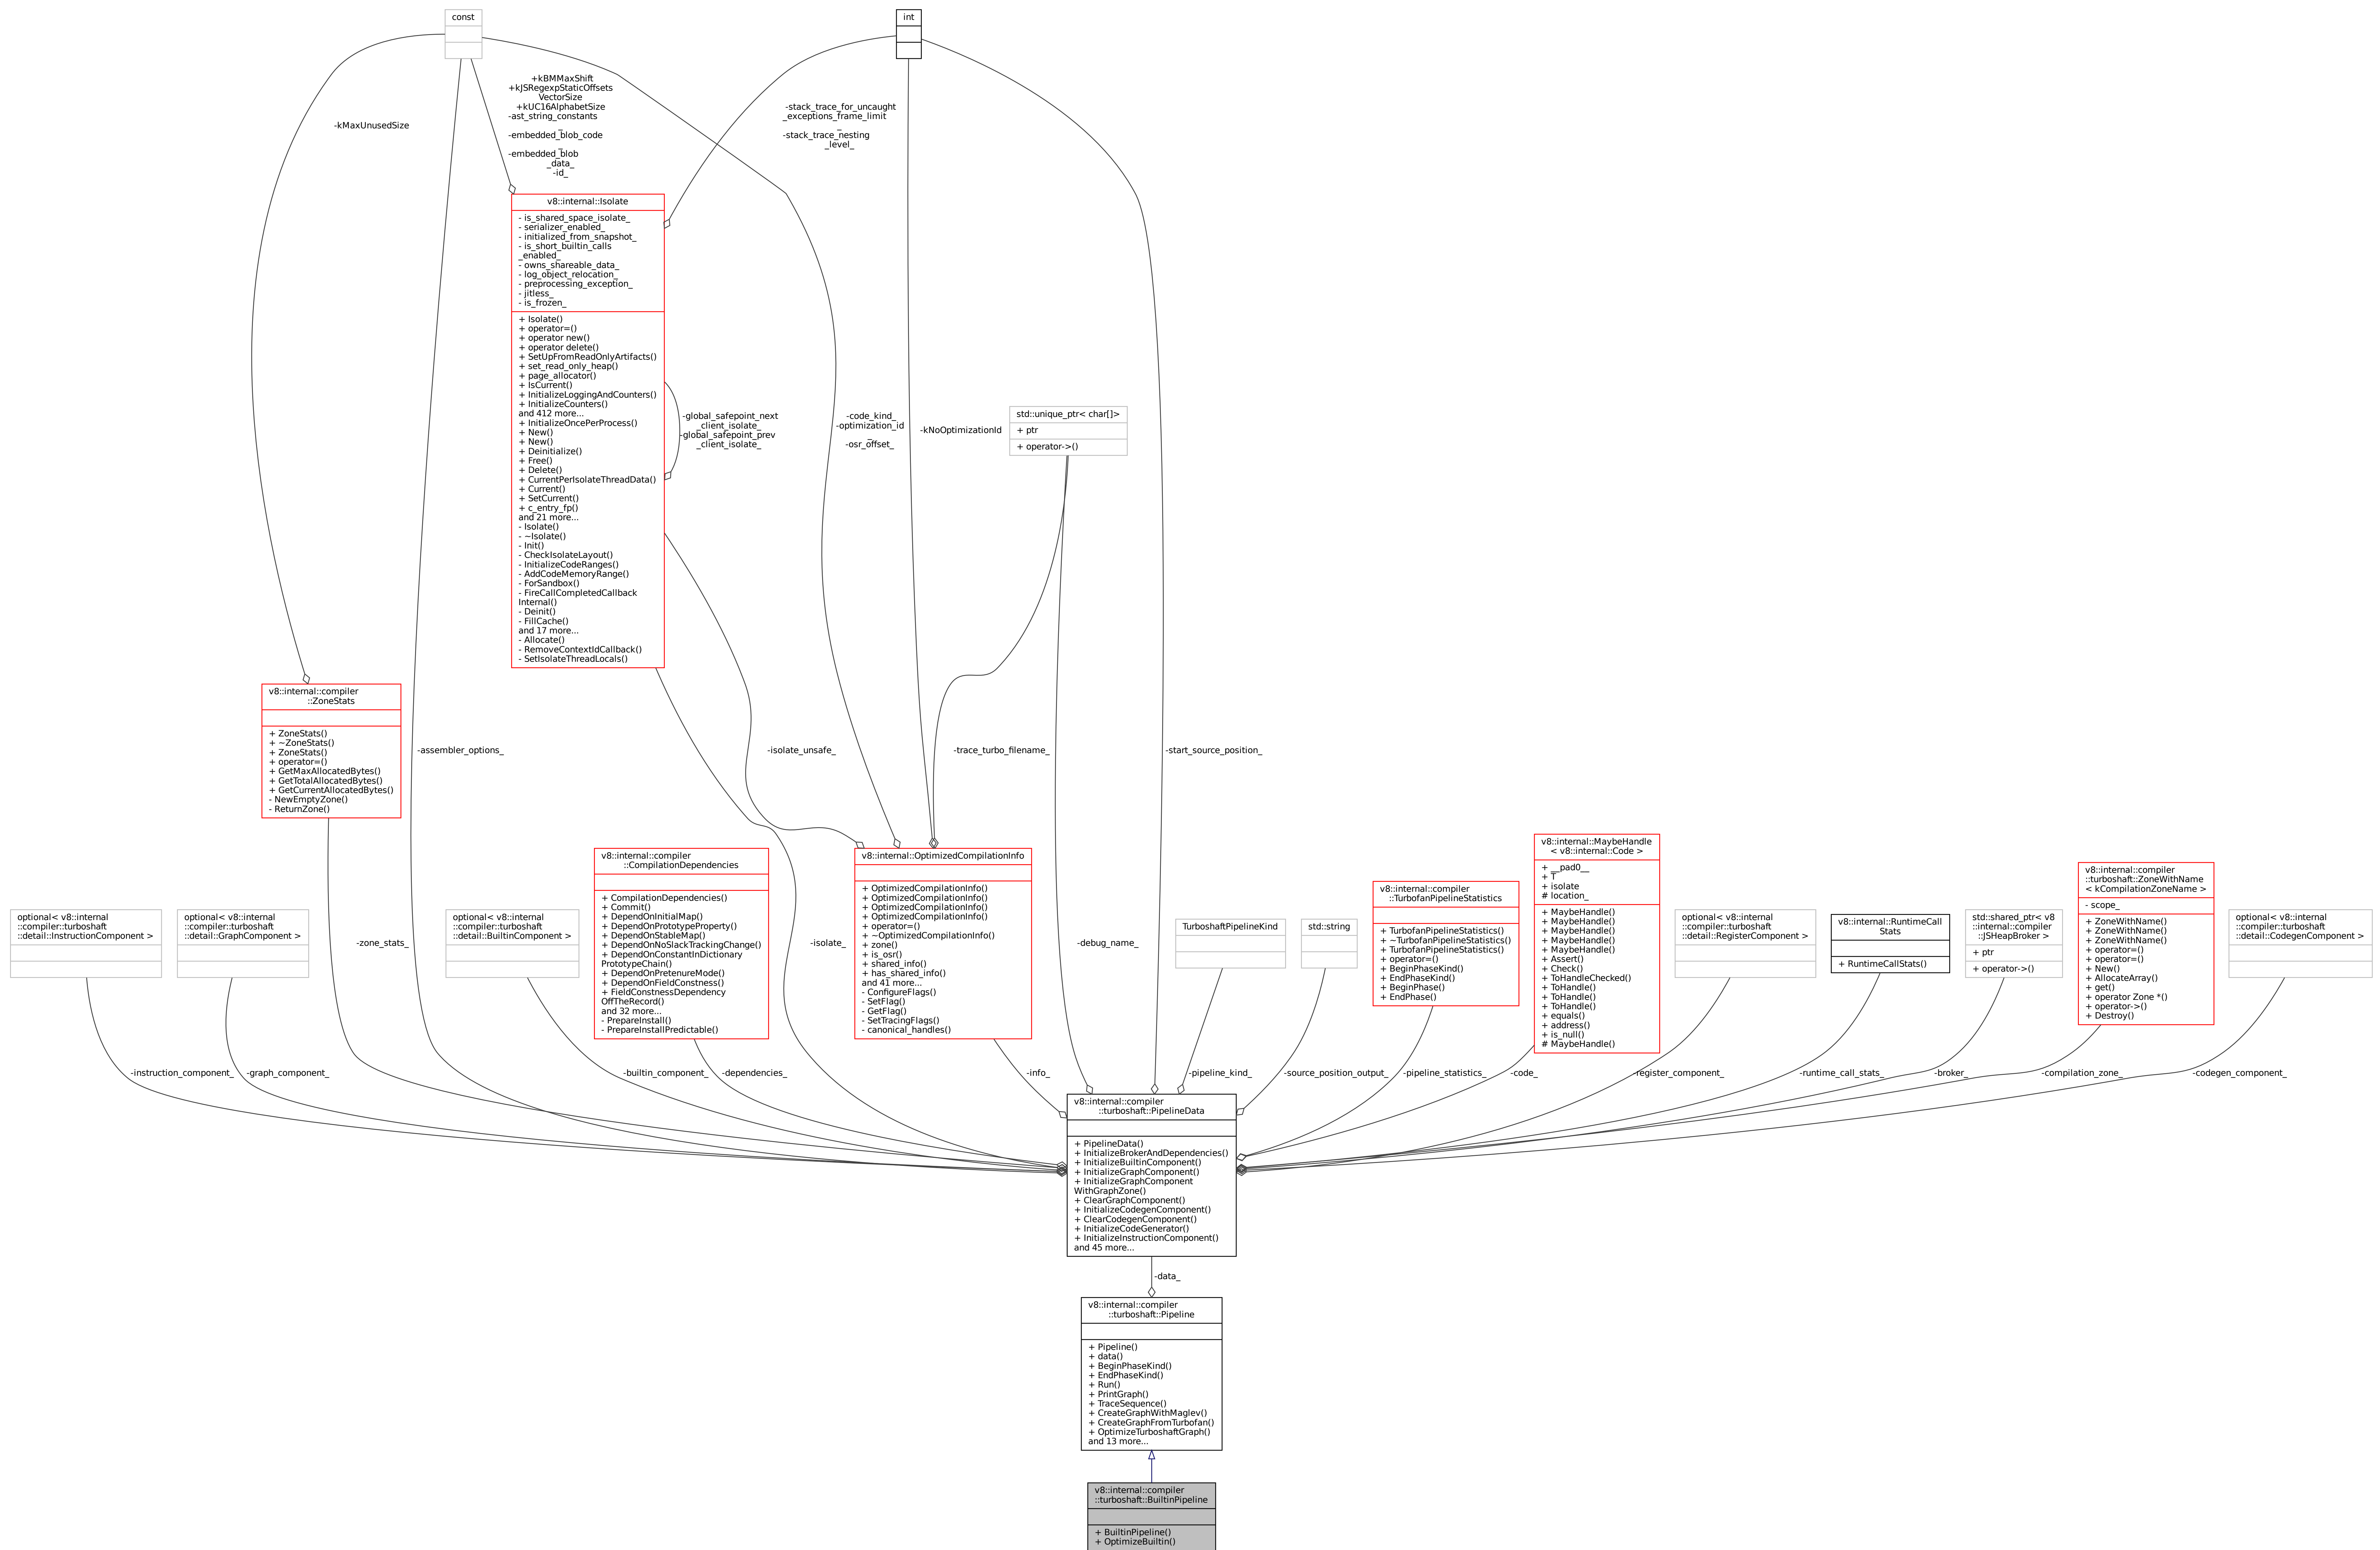 const
int
+kBMMaxShift
+kJSRegexpStaticOffsets
VectorSize
+kUC16AlphabetSize
-ast_string_constants
_
-embedded_blob_code
_
-embedded_blob
_data_
-id_
-stack_trace_for_uncaught
_exceptions_frame_limit
_
-stack_trace_nesting
_level_
-kMaxUnusedSize
v8::internal::Isolate
- is_shared_space_isolate_
- serializer_enabled_
- initialized_from_snapshot_
- is_short_builtin_calls
_enabled_
- owns_shareable_data_
- log_object_relocation_
- preprocessing_exception_
- jitless_
- is_frozen_
+ Isolate()
+ operator=()
+ operator new()
+ operator delete()
+ SetUpFromReadOnlyArtifacts()
+ set_read_only_heap()
+ page_allocator()
+ IsCurrent()
+ InitializeLoggingAndCounters()
+ InitializeCounters()
and 412 more...
+ InitializeOncePerProcess()
+ New()
+ New()
+ Deinitialize()
+ Free()
+ Delete()
+ CurrentPerIsolateThreadData()
+ Current()
+ SetCurrent()
+ c_entry_fp()
and 21 more...
- Isolate()
- ~Isolate()
- Init()
- CheckIsolateLayout()
- InitializeCodeRanges()
- AddCodeMemoryRange()
- ForSandbox()
- FireCallCompletedCallback
Internal()
- Deinit()
- FillCache()
and 17 more...
- Allocate()
- RemoveContextIdCallback()
- SetIsolateThreadLocals()
-global_safepoint_next
_client_isolate_
-global_safepoint_prev
_client_isolate_
-code_kind_
-optimization_id
_
-osr_offset_
-kNoOptimizationId
std::unique_ptr< char[]>
+ ptr
+ operator->()
v8::internal::compiler
::ZoneStats
+ ZoneStats()
+ ~ZoneStats()
+ ZoneStats()
+ operator=()
+ GetMaxAllocatedBytes()
+ GetTotalAllocatedBytes()
+ GetCurrentAllocatedBytes()
- NewEmptyZone()
- ReturnZone()
-assembler_options_
-isolate_unsafe_
-trace_turbo_filename_
-start_source_position_
optional< v8::internal
::compiler::turboshaft
::detail::InstructionComponent >
optional< v8::internal
::compiler::turboshaft
::detail::GraphComponent >
-zone_stats_
optional< v8::internal
::compiler::turboshaft
::detail::BuiltinComponent >
v8::internal::compiler
::CompilationDependencies
+ CompilationDependencies()
+ Commit()
+ DependOnInitialMap()
+ DependOnPrototypeProperty()
+ DependOnStableMap()
+ DependOnNoSlackTrackingChange()
+ DependOnConstantInDictionary
PrototypeChain()
+ DependOnPretenureMode()
+ DependOnFieldConstness()
+ FieldConstnessDependency
OffTheRecord()
and 32 more...
- PrepareInstall()
- PrepareInstallPredictable()
-isolate_
v8::internal::OptimizedCompilationInfo
+ OptimizedCompilationInfo()
+ OptimizedCompilationInfo()
+ OptimizedCompilationInfo()
+ OptimizedCompilationInfo()
+ operator=()
+ ~OptimizedCompilationInfo()
+ zone()
+ is_osr()
+ shared_info()
+ has_shared_info()
and 41 more...
- ConfigureFlags()
- SetFlag()
- GetFlag()
- SetTracingFlags()
- canonical_handles()
-debug_name_
TurboshaftPipelineKind
std::string
v8::internal::compiler
::TurbofanPipelineStatistics
+ TurbofanPipelineStatistics()
+ ~TurbofanPipelineStatistics()
+ TurbofanPipelineStatistics()
+ operator=()
+ BeginPhaseKind()
+ EndPhaseKind()
+ BeginPhase()
+ EndPhase()
v8::internal::MaybeHandle
< v8::internal::Code >
+ __pad0__
+ T
+ isolate
# location_
+ MaybeHandle()
+ MaybeHandle()
+ MaybeHandle()
+ MaybeHandle()
+ MaybeHandle()
+ Assert()
+ Check()
+ ToHandleChecked()
+ ToHandle()
+ ToHandle()
+ ToHandle()
+ equals()
+ address()
+ is_null()
# MaybeHandle()
optional< v8::internal
::compiler::turboshaft
::detail::RegisterComponent >
v8::internal::RuntimeCall
Stats
+ RuntimeCallStats()
std::shared_ptr< v8
::internal::compiler
::JSHeapBroker >
+ ptr
+ operator->()
v8::internal::compiler
::turboshaft::ZoneWithName
< kCompilationZoneName >
- scope_
+ ZoneWithName()
+ ZoneWithName()
+ ZoneWithName()
+ operator=()
+ operator=()
+ New()
+ AllocateArray()
+ get()
+ operator Zone *()
+ operator->()
+ Destroy()
optional< v8::internal
::compiler::turboshaft
::detail::CodegenComponent >
-instruction_component_
-graph_component_
-builtin_component_
-dependencies_
-info_
-pipeline_kind_
-source_position_output_
-pipeline_statistics_
-code_
-register_component_
-runtime_call_stats_
-broker_
-compilation_zone_
-codegen_component_
v8::internal::compiler
::turboshaft::PipelineData
+ PipelineData()
+ InitializeBrokerAndDependencies()
+ InitializeBuiltinComponent()
+ InitializeGraphComponent()
+ InitializeGraphComponent
WithGraphZone()
+ ClearGraphComponent()
+ InitializeCodegenComponent()
+ ClearCodegenComponent()
+ InitializeCodeGenerator()
+ InitializeInstructionComponent()
and 45 more...
-data_
v8::internal::compiler
::turboshaft::Pipeline
+ Pipeline()
+ data()
+ BeginPhaseKind()
+ EndPhaseKind()
+ Run()
+ PrintGraph()
+ TraceSequence()
+ CreateGraphWithMaglev()
+ CreateGraphFromTurbofan()
+ OptimizeTurboshaftGraph()
and 13 more...
v8::internal::compiler
::turboshaft::BuiltinPipeline
+ BuiltinPipeline()
+ OptimizeBuiltin()